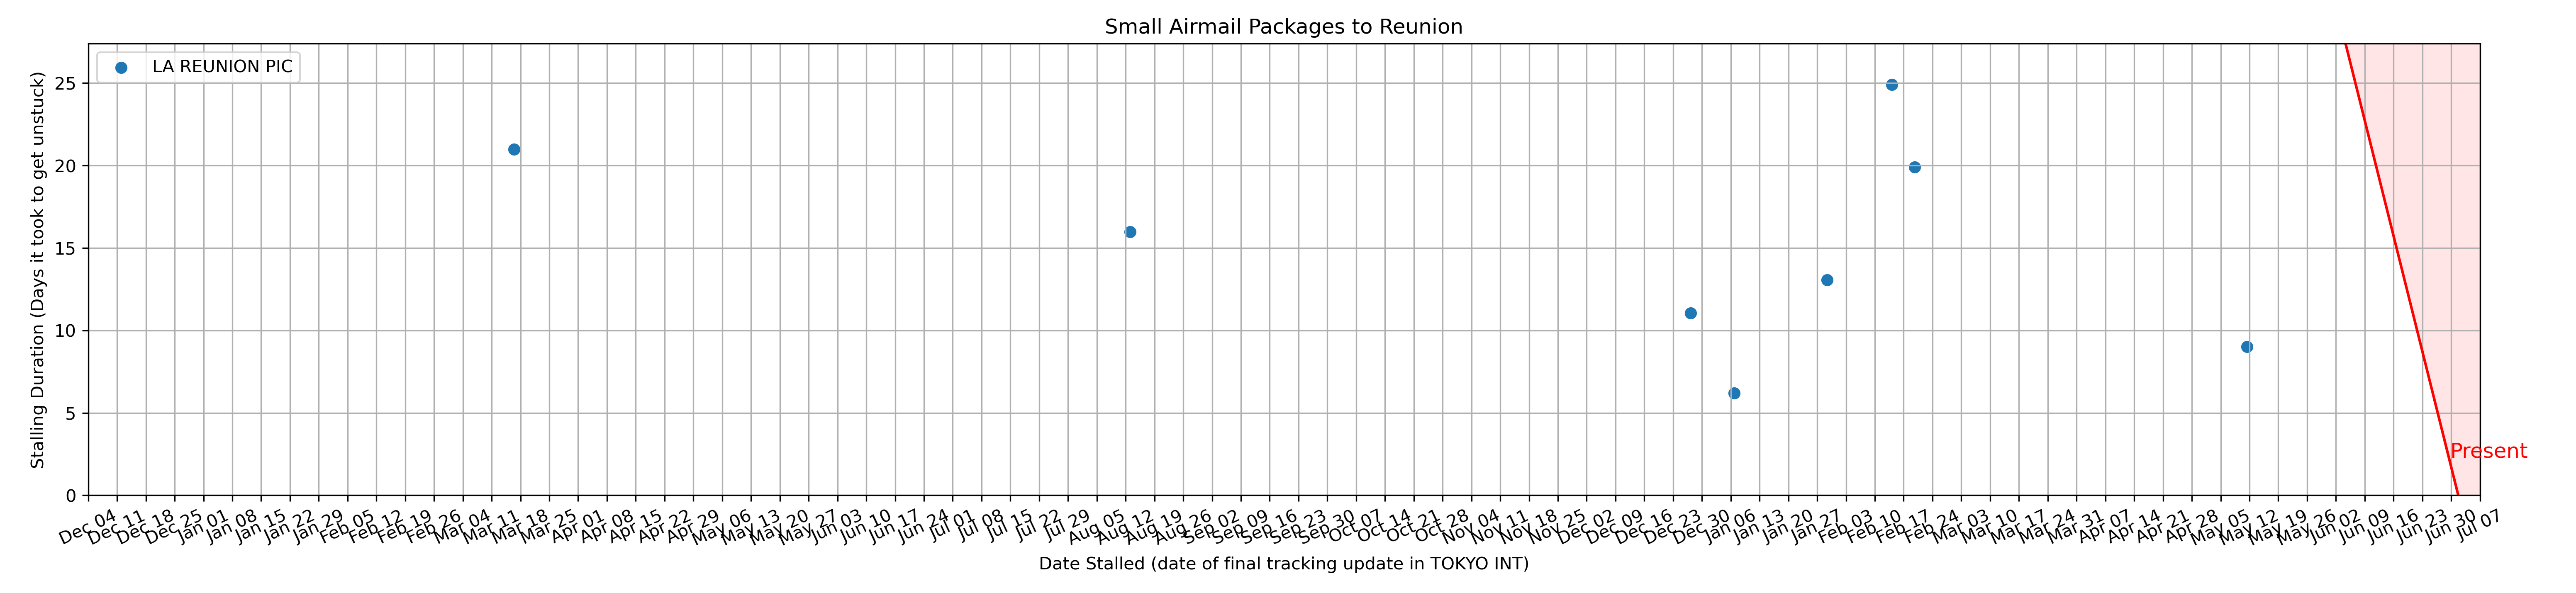 Small Airmail Packages to Reunion
LA REUNION PIC
Stalling Duration (Days it took to get unstuck)
25
20
15
10
5
0
Present
Dec 04
Dec 11
Dec 18
Dec 25
Jan 01
Jan 08
Jan 15
Jan 22
Jan 29
Feb 05
Feb 12
Feb 19
Feb 26
Mar 04
Mar 11
Mar 18
Mar 25
Apr 01
Apr 08
Apr 15
Apr 22
Apr 29
May 06
May 13
May 20
May 27
Jun 03
Jun 10
Jun 17
Jun 24
Jul 01
Jul 08
Jul 15
Jul 22
Jul 29
Aug 05
Aug 12
Aug 19
Aug 26
Sep 02
Sep 09
Sep 16
Sep 23
Sep 30
Oct 07
Oct 14
Oct 21
Oct 28
Nov 04
Nov 11
Nov 18
Nov 25
Dec 02
Dec 09
Dec 16
Dec 23
Dec 30
Jan 06
Jan 13
Jan 20
Jan 27
Feb 03
Feb 10
Feb 17
Feb 24
Mar 03
Mar 10
Mar 17
Mar 24
Mar 31
Apr 07
Apr 14
Apr 21
Apr 28
May 05
May 12
May 19
May 26
Jun 02
Jun 09
Jun 16
Jun 23
Jun 30
Jul 07
Date Stalled (date of final tracking update in TOKYO INT)